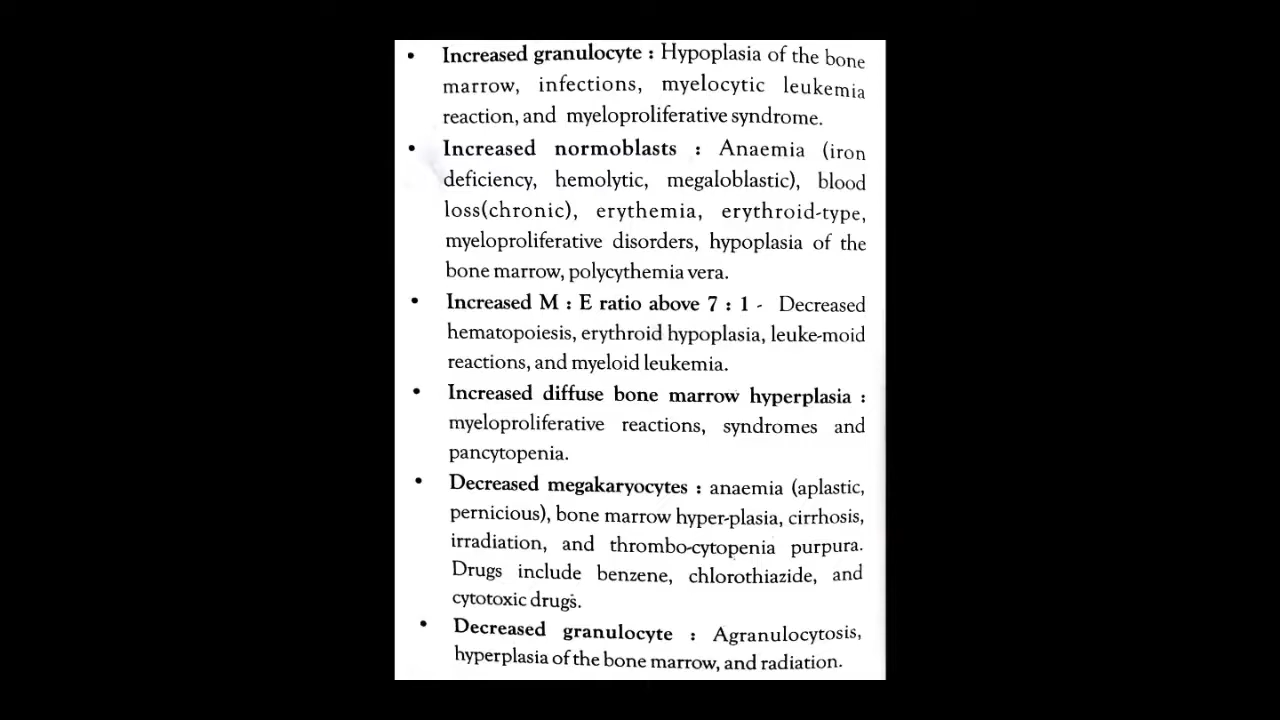 • Increased granulocyte : Hypoplasia of the bone
marrow, infections, myelocytic leukemia
reaction, and myeloproliferative syndrome.
• Increased normoblasts : Anaemia (iron
deficiency, hemolytic, megaloblastic), blood
loss(chronic), erythemia, erythroid-type,
myeloproliferative disorders, hypoplasia of the
bone marrow, polycythemia vera.
• Increased M : E ratio above 7 : 1 - Decreased
hematopoiesis, erythroid hypoplasia, leuke-moid
reactions, and myeloid leukemia.
• Increased diffuse bone marrow hyperplasia :
myeloproliferative reactions, syndromes and
pancytopenia.
• Decreased megakaryocytes : anaemia (aplastic,
pernicious), bone marrow hyper-plasia, cirrhosis,
irradiation, and thrombo-cytopenia purpura.
Drugs include benzene, chlorothiazide, and
cytotoxic drugs.
• Decreased granulocyte : Agranulocytosis,
hyperplasia of the bone marrow, and radiation.